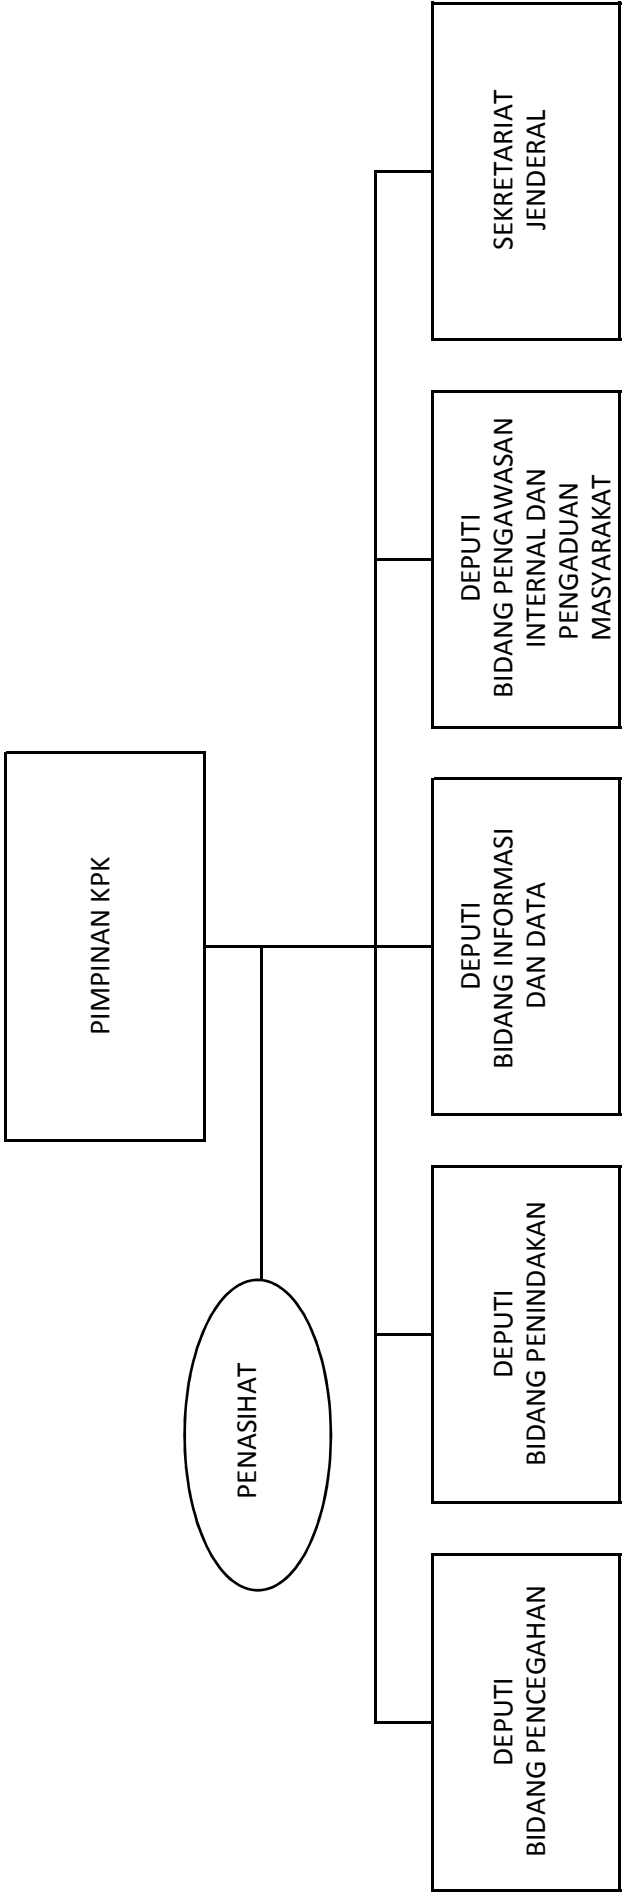 PIMPINAN KPK
PENASIHAT
DEPUTI
BIDANG PENCEGAHAN
DEPUTI
BIDANG PENINDAKAN
DEPUTI
BIDANG INFORMASI
DAN DATA
DEPUTI
BIDANG PENGAWASAN
INTERNAL DAN
PENGADUAN
MASYARAKAT
SEKRETARIAT
JENDERAL